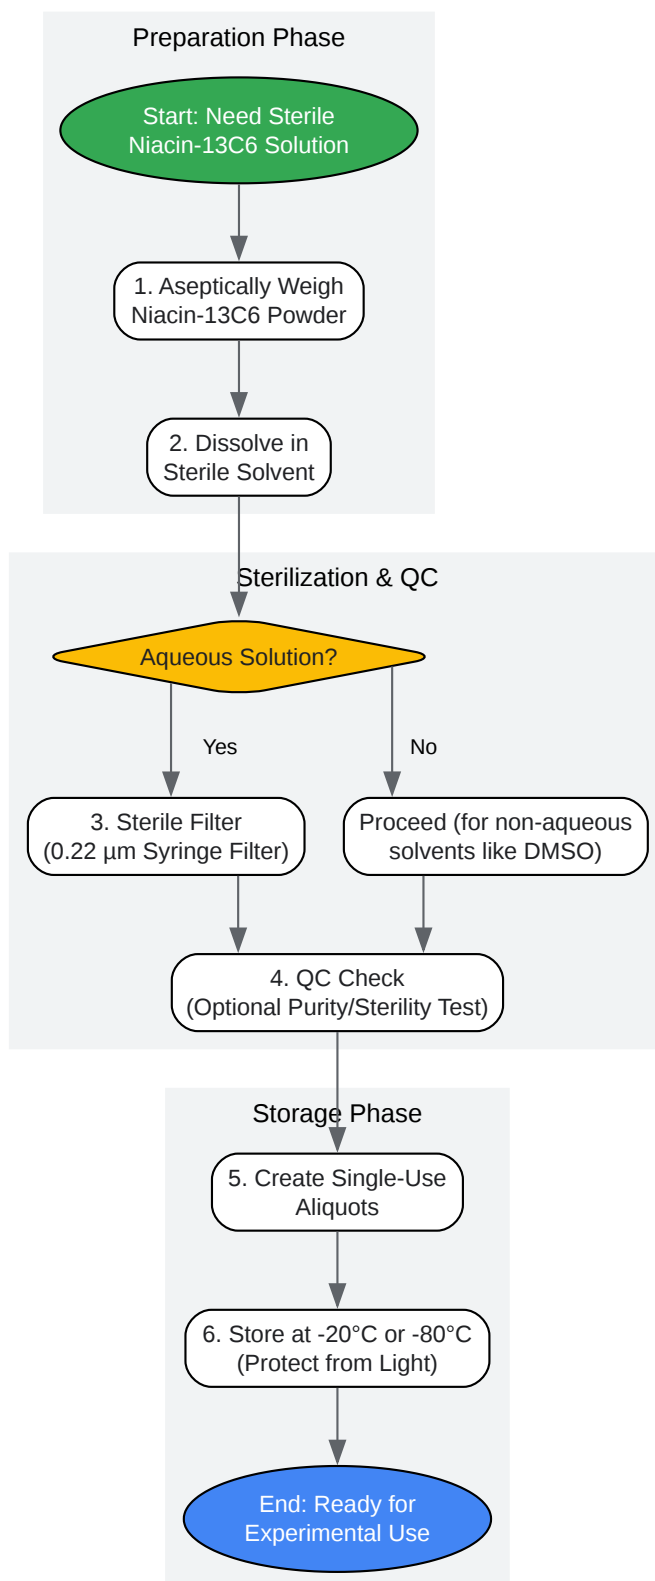 Preparation Phase
Start: Need Sterile
Niacin-13C6 Solution
1. Aseptically Weigh
Niacin-13C6 Powder
2. Dissolve in
Sterile Solvent
Sterilization & QC
Aqueous Solution?
Yes
No
3. Sterile Filter
(0.22 µm Syringe Filter)
Proceed (for non-aqueous
solvents like DMSO)
4. QC Check
(Optional Purity/Sterility Test)
Storage Phase
5. Create Single-Use
Aliquots
6. Store at -20°C or -80°C
(Protect from Light)
End: Ready for
Experimental Use